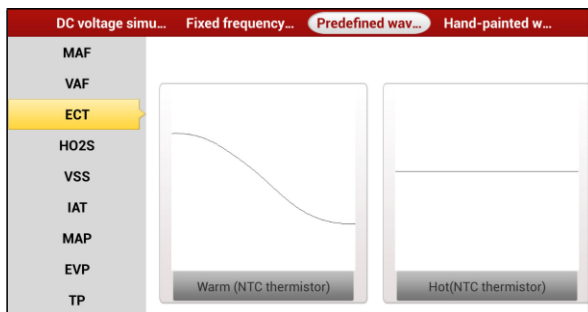 DC voltage simu...
Fixed frequency...
Predefined wav...
Hand-painted w...
MAF
VAF
ECT
HO2S
VSS
IAT
MAP
EVP
TP
Warm (NTC thermistor)
Hot(NTC thermistor)